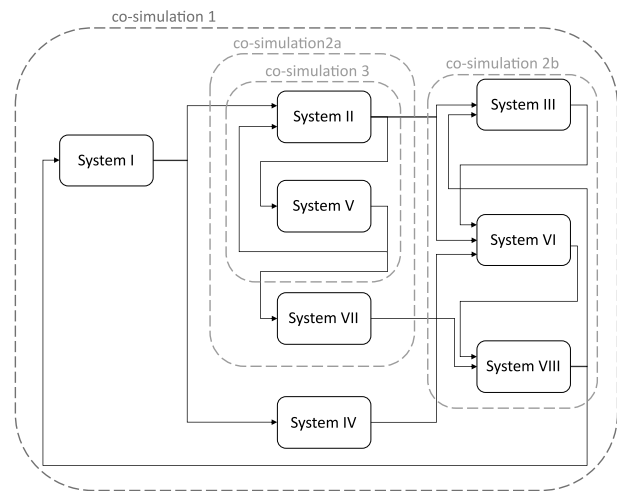 co-simulation 1
co-simulation2a
co-simulation 3
co-simulation 2b
System II
System III
System I
System V
System VI
System VII
System VIII
System IV